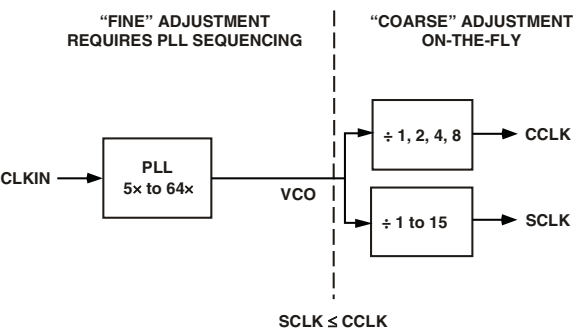 “FINE” ADJUSTMENT
REQUIRES PLL SEQUENCING
“COARSE” ADJUSTMENT
ON-THE-FLY
CLKIN
PLL
5× to 64×
VCO
÷ 1, 2, 4, 8
CCLK
÷ 1 to 15
SCLK
SCLK ≤ CCLK